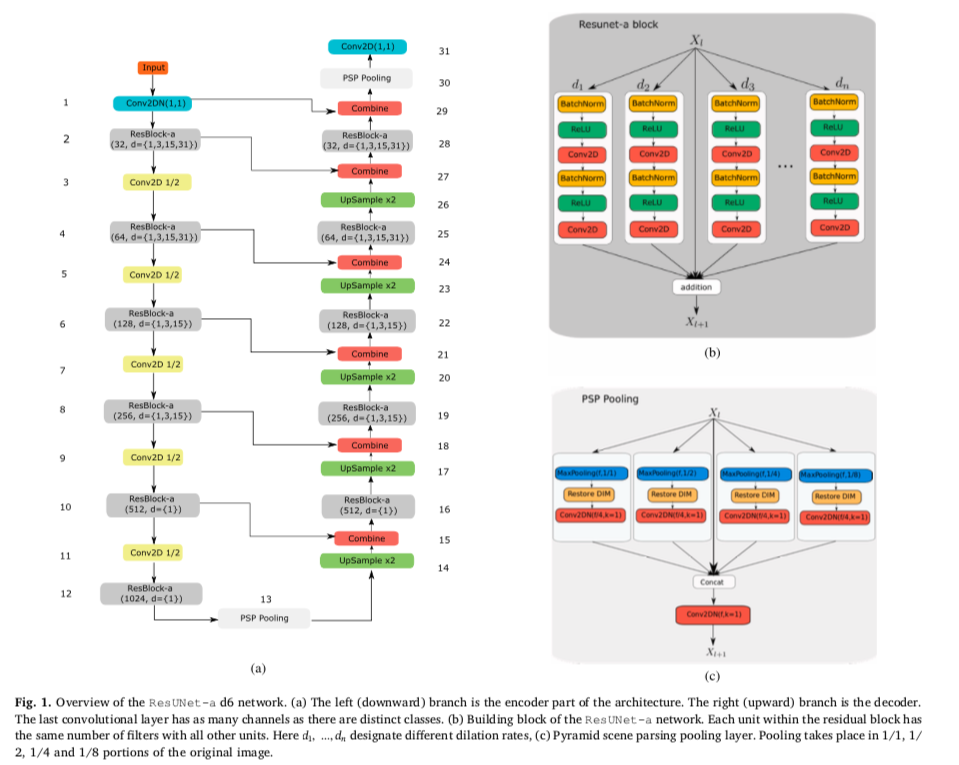 Input
1
Conv2DN(1,1)
2
ResBlock-a
(32, d={1,3,15,31})
3
Conv2D 1/2
4
ResBlock-a
(64, d={1,3,15,31})
5
Conv2D 1/2
6
ResBlock-a
(128, d={1,3,15})
7
Conv2D 1/2
8
ResBlock-a
(256, d={1,3,15})
9
Conv2D 1/2
10
ResBlock-a
(512, d={1})
11
Conv2D 1/2
12
ResBlock-a
(1024, d={1})
13
PSP Pooling
Conv2D(1,1)
31
PSP Pooling
30
Combine
29
ResBlock-a
(32, d={1,3,15,31})
28
Combine
27
UpSample x2
26
ResBlock-a
(64, d={1,3,15,31})
25
Combine
24
UpSample x2
23
ResBlock-a
(128, d={1,3,15})
22
Combine
21
UpSample x2
20
ResBlock-a
(256, d={1,3,15})
19
Combine
18
UpSample x2
17
ResBlock-a
(512, d={1})
16
Combine
15
UpSample x2
14
(a)
Resunet-a block
X_l
d_1 d_2 d_3 d_n
BatchNorm BatchNorm BatchNorm BatchNorm
ReLU ReLU ReLU ReLU
Conv2D Conv2D Conv2D ... Conv2D
BatchNorm BatchNorm BatchNorm BatchNorm
ReLU ReLU ReLU ReLU
Conv2D Conv2D Conv2D Conv2D
addition
X_{l+1}
(b)
PSP Pooling
X_l
MaxPooling(f,1/1) MaxPooling(f,1/2) MaxPooling(f,1/4) MaxPooling(f,1/8)
Restore DIM Restore DIM Restore DIM Restore DIM
Conv2DN(f/4,k=1) Conv2DN(f/4,k=1) Conv2DN(f/4,k=1) Conv2DN(f/4,k=1)
Concat
Conv2DN(f,k=1)
X_{l+1}
(c)
Fig. 1. Overview of the ResUNet-a d6 network. (a) The left (downward) branch is the encoder part of the architecture. The right (upward) branch is the decoder.
The last convolutional layer has as many channels as there are distinct classes. (b) Building block of the ResUNet-a network. Each unit within the residual block has
the same number of filters with all other units. Here d_1, ...,d_n designate different dilation rates, (c) Pyramid scene parsing pooling layer. Pooling takes place in 1/1, 1/
2, 1/4 and 1/8 portions of the original image.